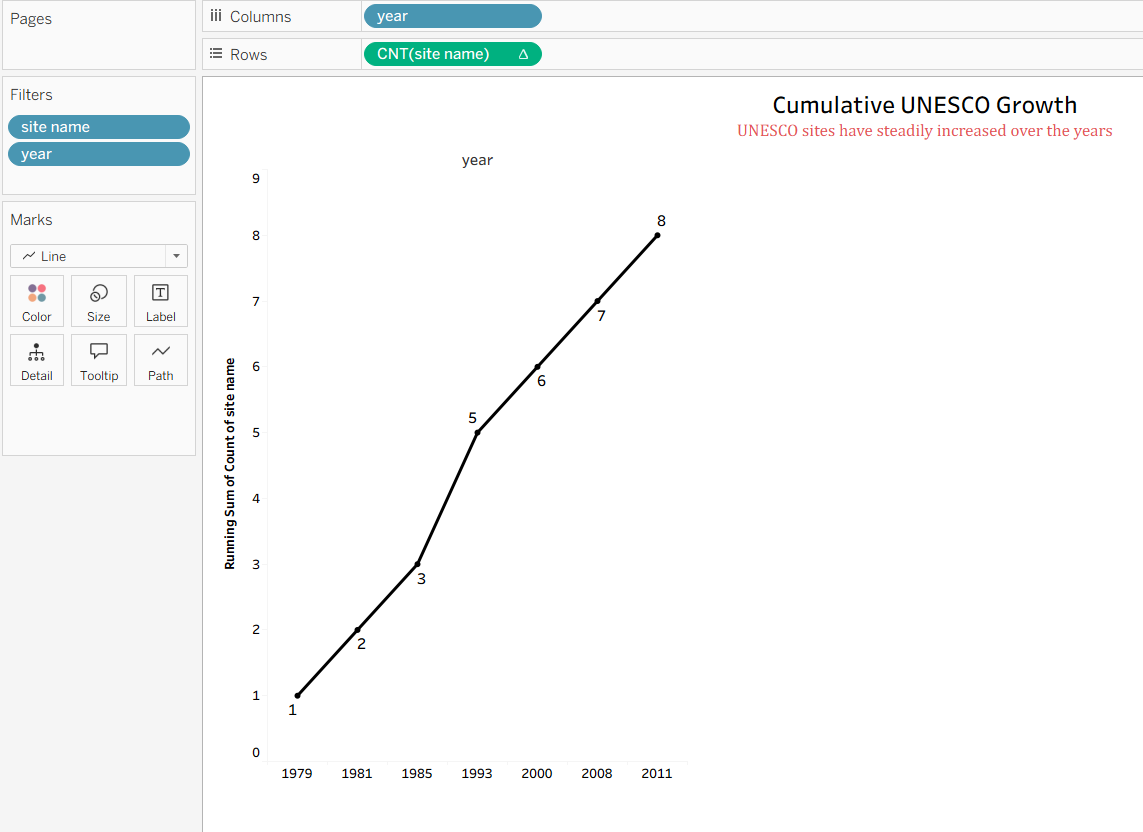 Pages
Columns
year
Rows
CNT(site name) Δ
Filters
site name
year
Marks
Line
Color
Size
Label
Detail
Tooltip
Path
Cumulative UNESCO Growth
UNESCO sites have steadily increased over the years
year
Running Sum of Count of site name
9
8
7
6
5
4
3
2
1
0
1
2
3
5
6
7
8
1979 1981 1985 1993 2000 2008 2011